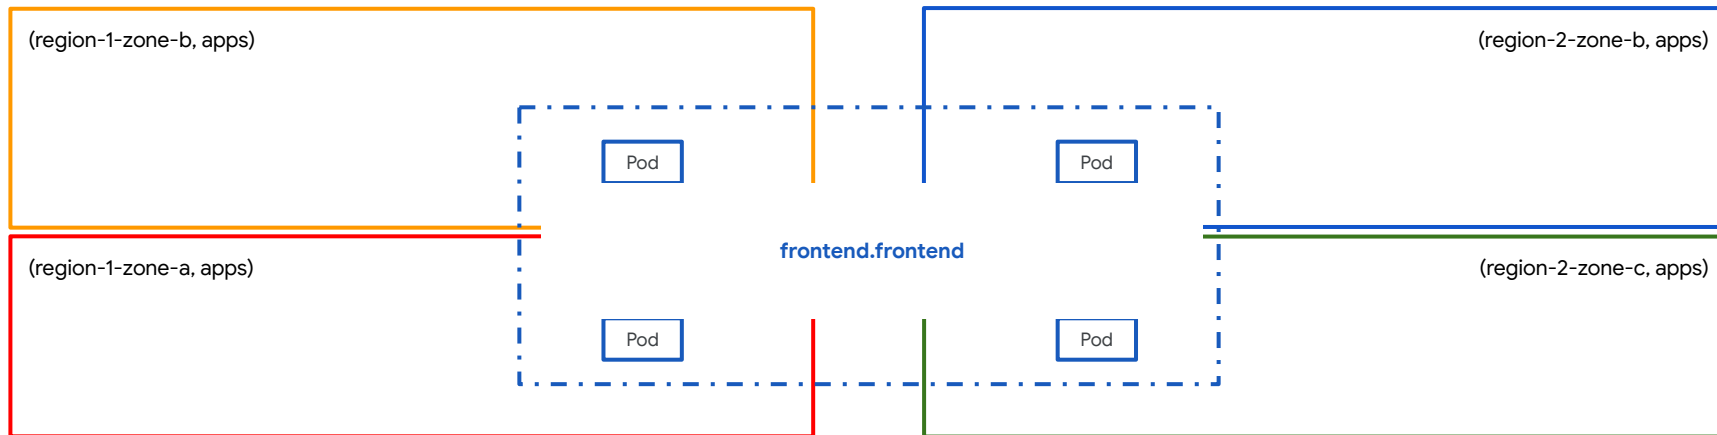 (region-1-zone-b, apps)
(region-2-zone-b, apps)
Pod
Pod
frontend.frontend
(region-1-zone-a, apps)
(region-2-zone-c, apps)
Pod
Pod